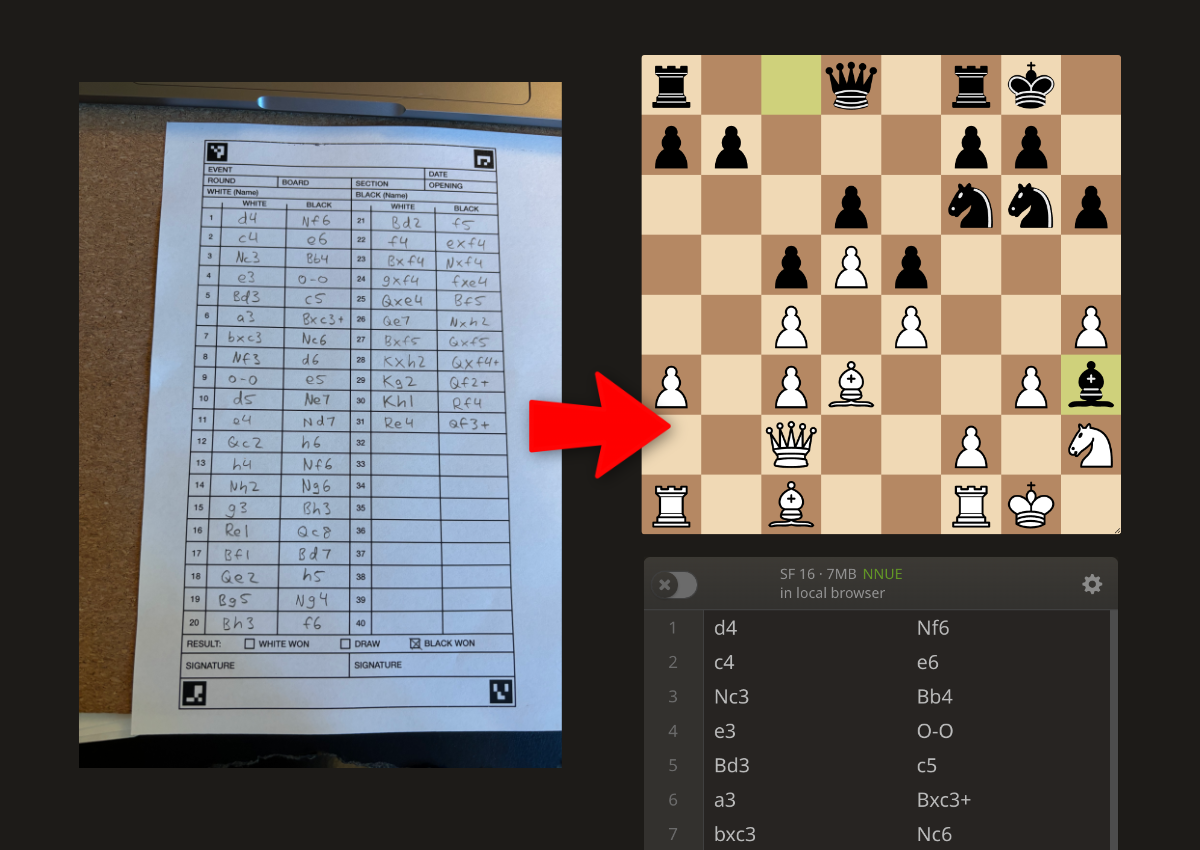 EVENT DATE
ROUND BOARD SECTION OPENING
WHITE (Name) BLACK (Name)
WHITE BLACK WHITE BLACK
1 d4 Nf6 21 Bd2 f5
2 c4 e6 22 f4 exf4
3 Nc3 Bb4 23 Bxf4 Nxf4
4 e3 0-0 24 gxf4 fxe4
5 Bd3 c5 25 Qxe4 Bf5
6 a3 Bxc3+ 26 Qe7 Nxh2
7 bxc3 Nc6 27 Bxf5 Qxf5
8 Nf3 d6 28 Kxh2 Qxf4+
9 0-0 e5 29 Kg2 Qf2+
10 d5 Ne7 30 Kh1 Rf4
11 e4 Nd7 31 Re4 Qf3+
12 Qc2 h6 32
13 h4 Nf6 33
14 Nh2 Ng6 34
15 g3 Bh3 35
16 Re1 Qc8 36
17 Bf1 Bd7 37
18 Qe2 h5 38
19 Bg5 Ng4 39
20 Bh3 f6 40
RESULT: WHITE WON DRAW BLACK WON
SIGNATURE SIGNATURE
SF 16 · 7MB NNUE
in local browser
1 d4 Nf6
2 c4 e6
3 Nc3 Bb4
4 e3 O-O
5 Bd3 c5
6 a3 Bxc3+
7 bxc3 Nc6